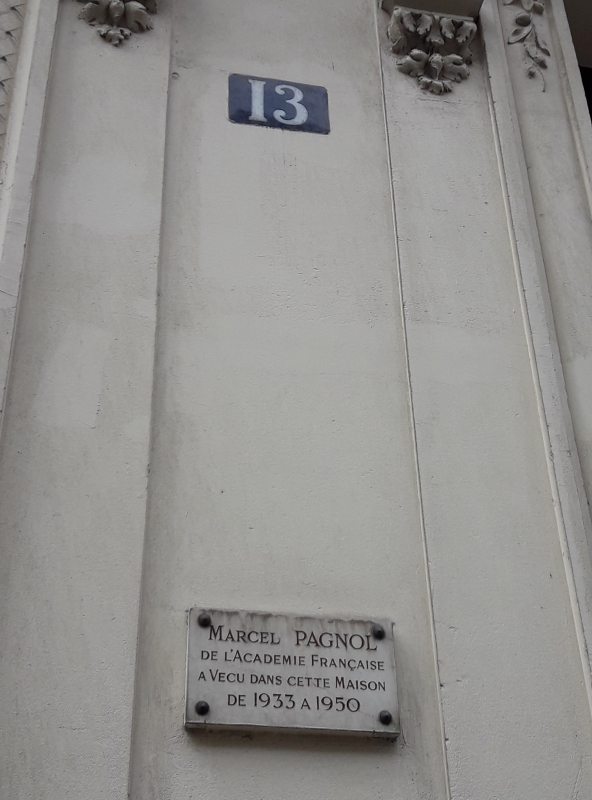 13
MARCEL PAGNOL
DE L'ACADEMIE FRANÇAISE
A VECU DANS CETTE MAISON
DE 1933 A 1950